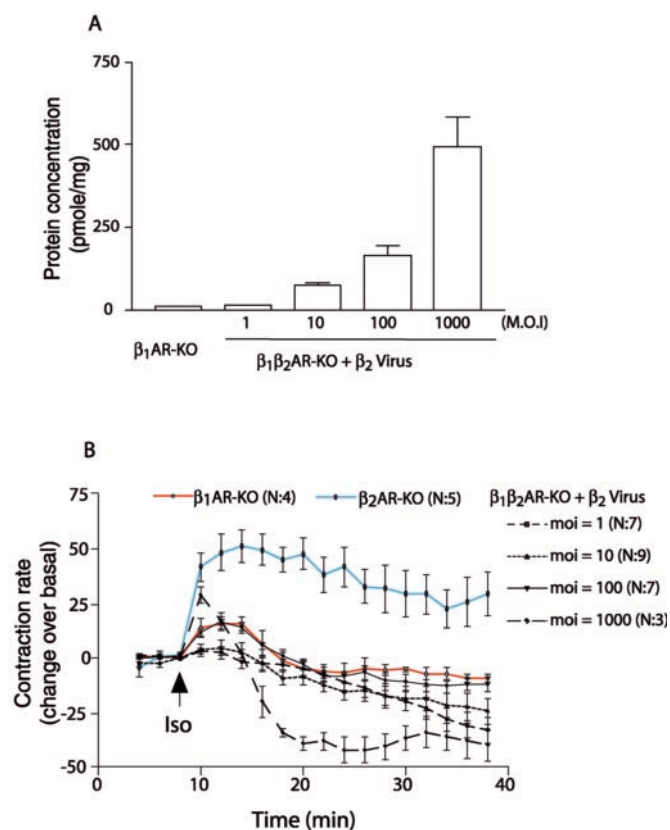 A
Protein concentration
(pmole/mg)
750
500
250
0
1 10 100 1000 (M.O.I)
β₁AR-KO
β₁β₂AR-KO + β₂ Virus
B
β₁AR-KO (N:4) β₂AR-KO (N:5) β₁β₂AR-KO + β₂ Virus
moi = 1 (N:7)
moi = 10 (N:9)
moi = 100 (N:7)
moi = 1000 (N:3)
Contraction rate
(change over basal)
75
50
25
0
-25
-50
Iso
0 10 20 30 40
Time (min)